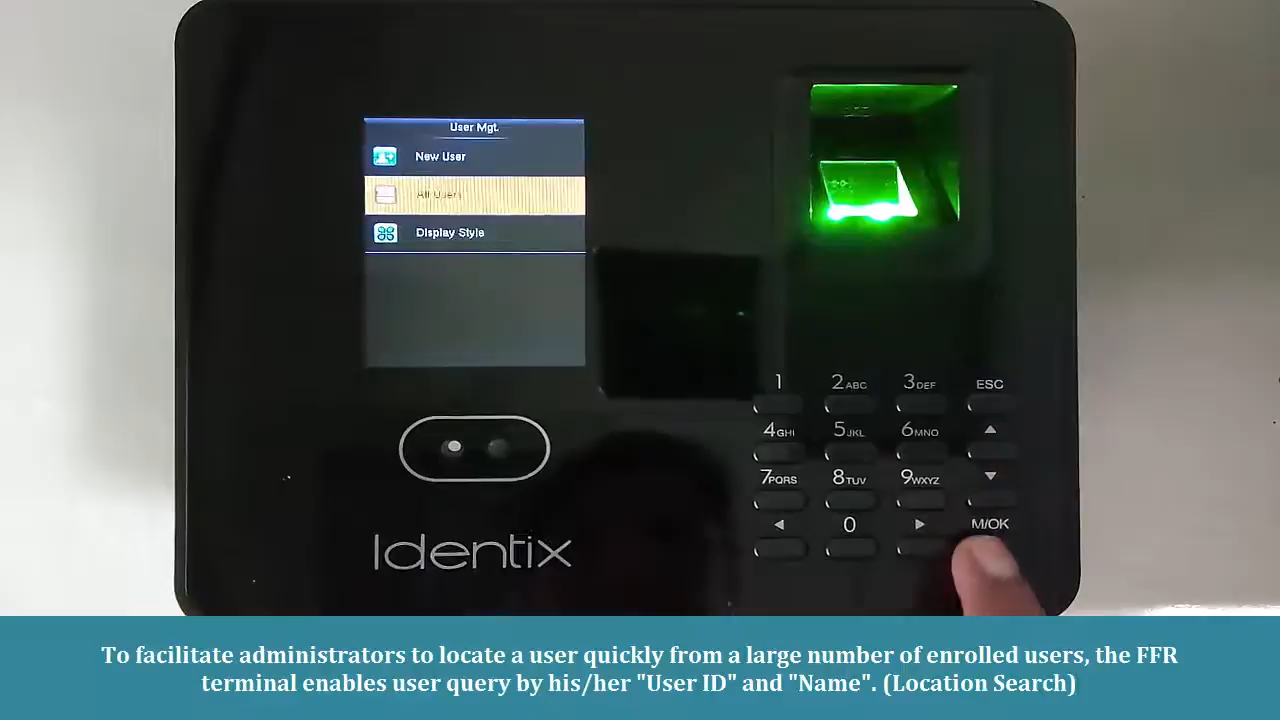 User Mgt.
New User
All Users
Display Style
1 2ABC 3DEF ESC
4GHI 5JKL 6MNO
7PQRS 8TUV 9WXYZ
0 M/OK
Identix
To facilitate administrators to locate a user quickly from a large number of enrolled users, the FFR
terminal enables user query by his/her "User ID" and "Name". (Location Search)